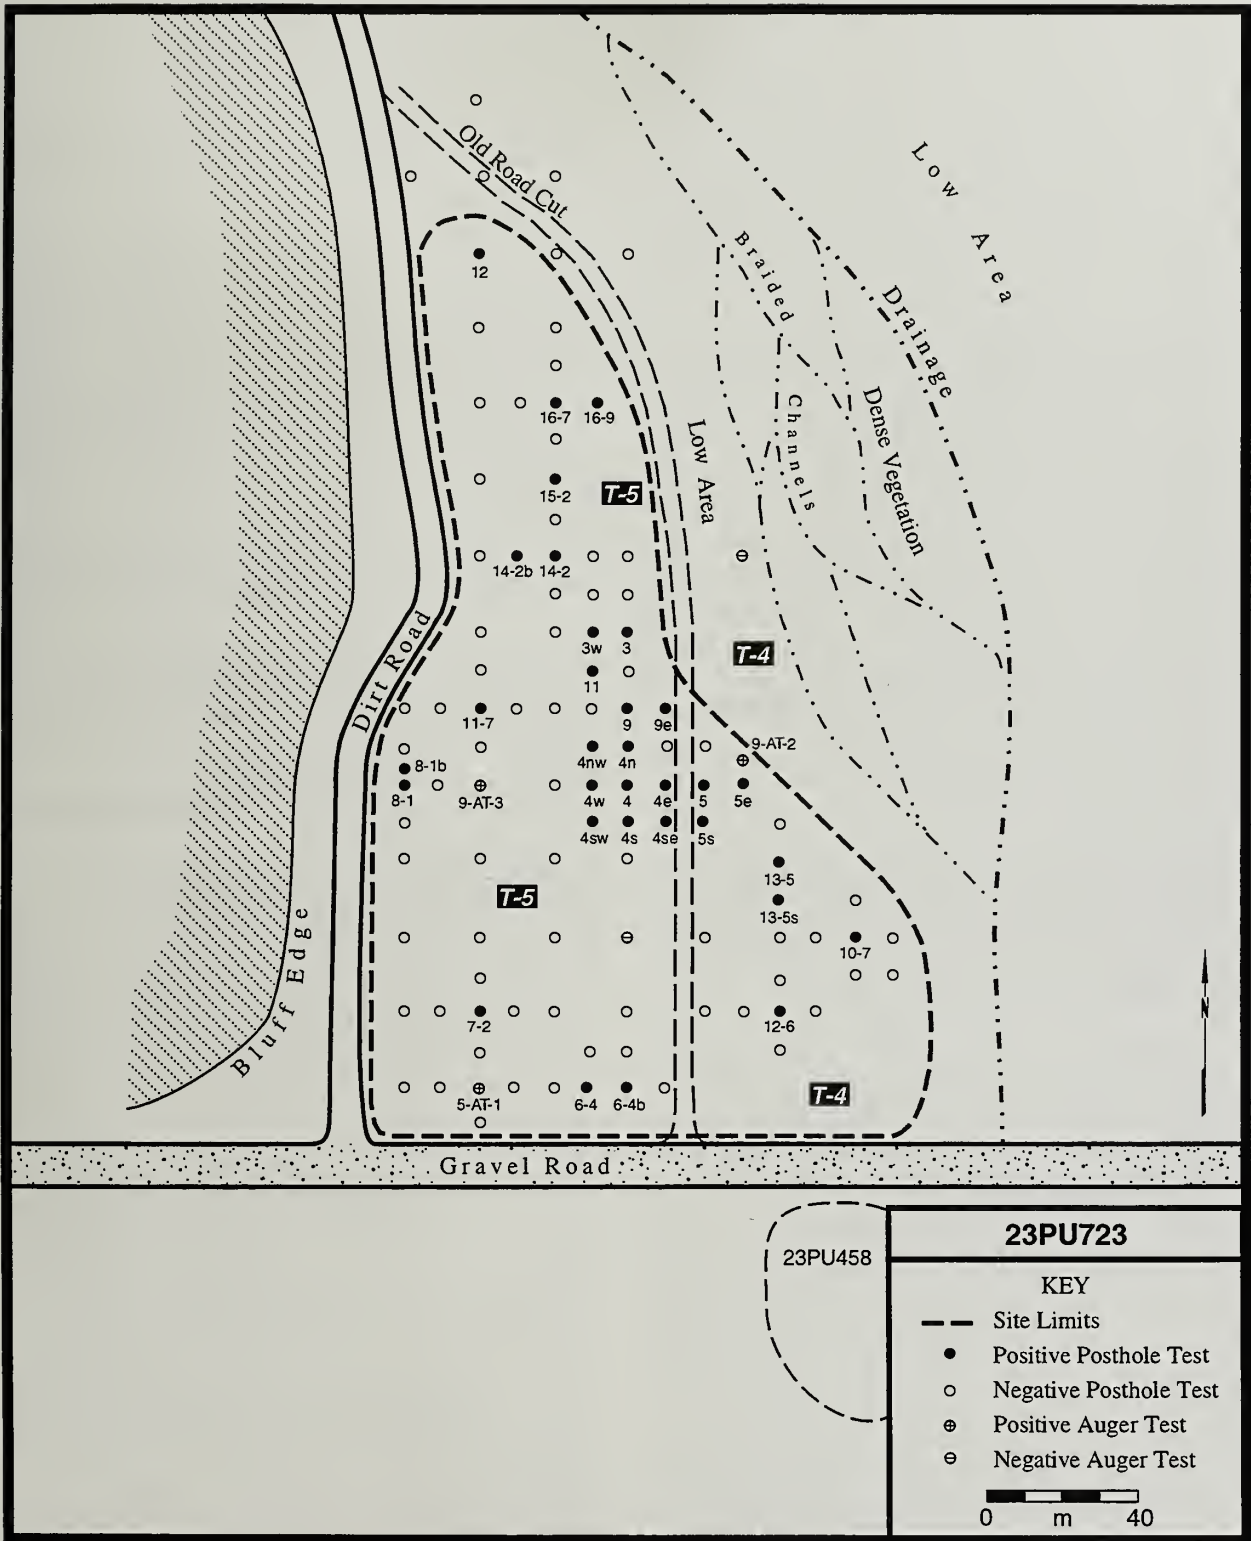 Old Road Cut
Low Area
12
Braided
Drainage
16-7 16-9
Channels
Dense Vegetation
Low Area
15-2
T-5
14-2b 14-2
3w 3
T-4
11
Dirt Road
11-7 9 9e
9-AT-2
8-1b 4nw 4n
8-1 9-AT-3 4w 4 4e 5 5e
4sw 4s 4se 5s
13-5
T-5
13-5s
Bluff Edge
10-7
N
7-2 12-6
T-4
5-AT-1 6-4 6-4b
Gravel Road
23PU458
23PU723
KEY
Site Limits
Positive Posthole Test
Negative Posthole Test
Positive Auger Test
Negative Auger Test
0 m 40